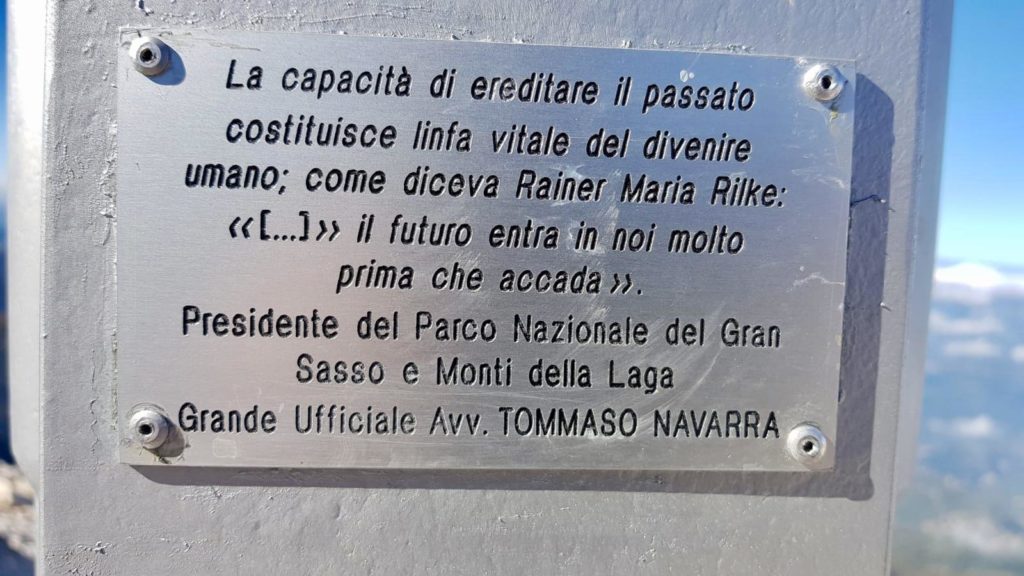 La capacità di ereditare il passato
costituisce linfa vitale del divenire
umano; come diceva Rainer Maria Rilke:
‹‹[...]›› il futuro entra in noi molto
prima che accada››.
Presidente del Parco Nazionale del Gran
Sasso e Monti della Laga
Grande Ufficiale Avv. TOMMASO NAVARRA